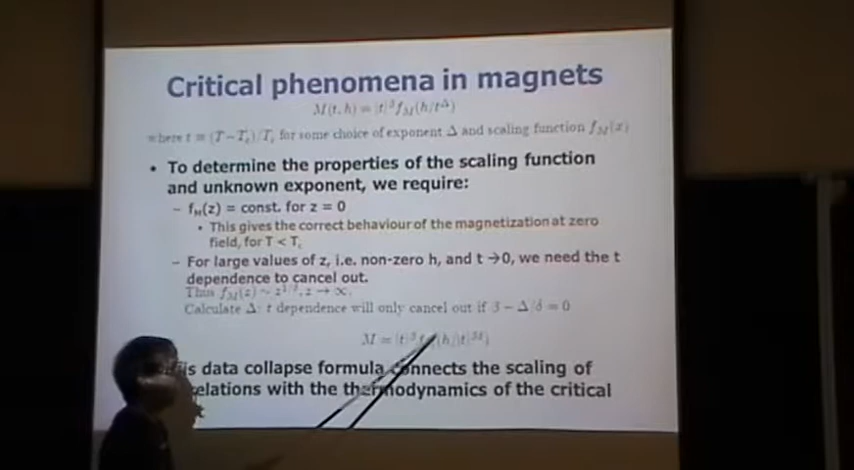 Critical phenomena in magnets
M(t, h) = |t|^β f_M(h/t^Δ)
where t ≡ (T − T_c)/T_c for some choice of exponent Δ and scaling function f_M(x)
• To determine the properties of the scaling function
and unknown exponent, we require:
– f_M(z) = const. for z = 0
• This gives the correct behaviour of the magnetization at zero
field, for T < T_c
– For large values of z, i.e. non-zero h, and t →0, we need the t
dependence to cancel out.
Thus f_M(z) ~ z^{1/δ}, z → ∞.
Calculate Δ: t dependence will only cancel out if β − Δ/δ = 0
M = |t|^β (h/|t|^{βδ})
data collapse formula connects the scaling of
with the thermodynamics of the critical